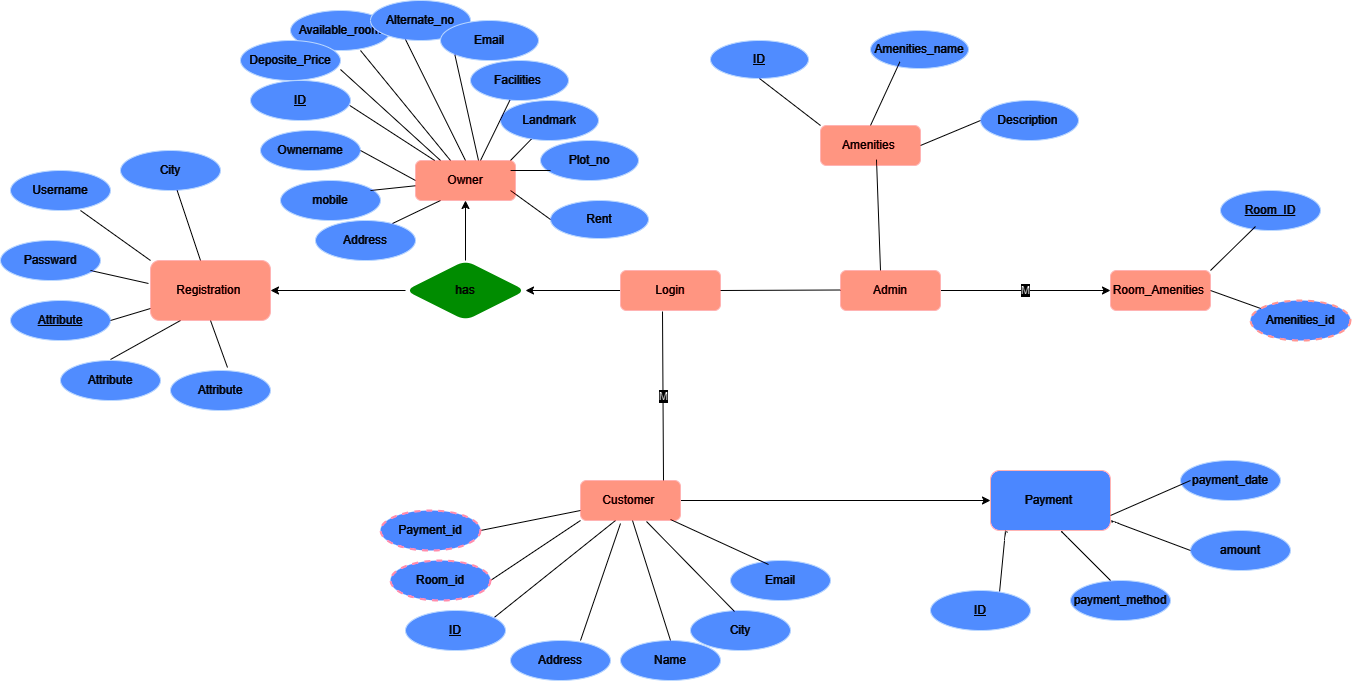 Alternate_no
Available_room
Email
Deposite_Price
Facilities
ID
Landmark
Ownername
Plot_no
Owner
mobile
Rent
Address
ID
Amenities_name
Description
Amenities
City
Username
Password
Registration
Attribute
Attribute
Attribute
has
Login
Admin
M
Room_Amenities
Room_ID
Amenities_id
M
Customer
Payment
payment_date
Payment_id
amount
Room_id
Email
payment_method
ID
ID
City
Address
Name